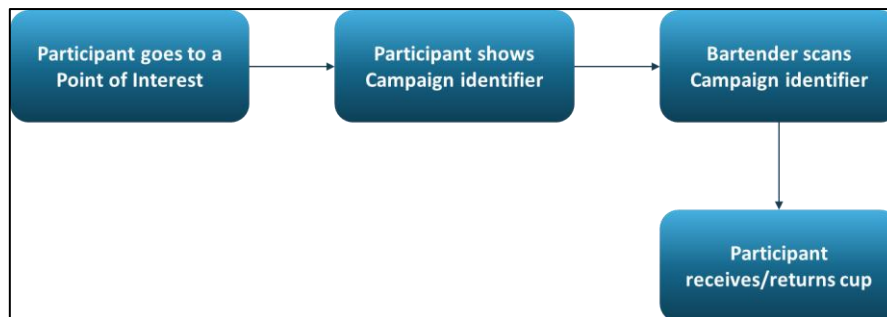 Participant goes to a
Point of Interest
Participant shows
Campaign identifier
Bartender scans
Campaign identifier
Participant
receives/returns cup